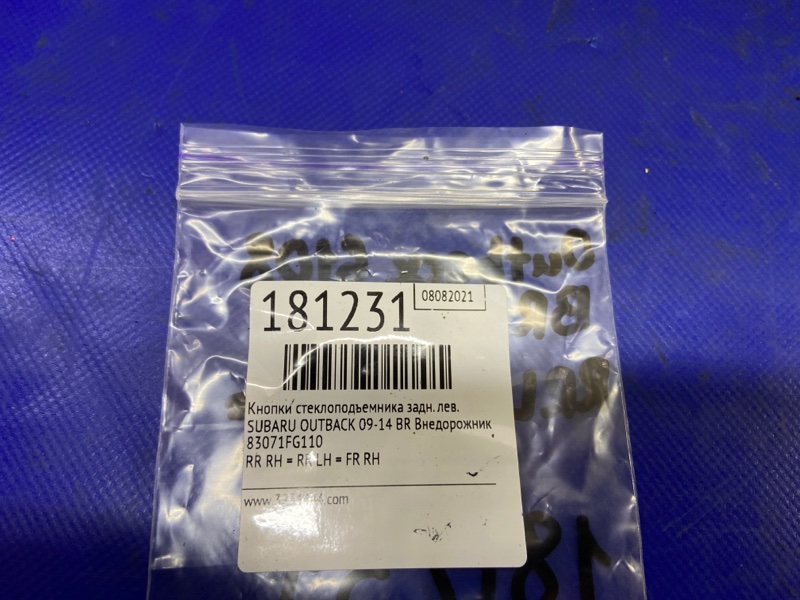 181231
08082021
Кнопки стеклоподъемника задн. лев.
SUBARU OUTBACK 09-14 BR Внедорожник
83071FG110
RR RH = RR LH = FR RH